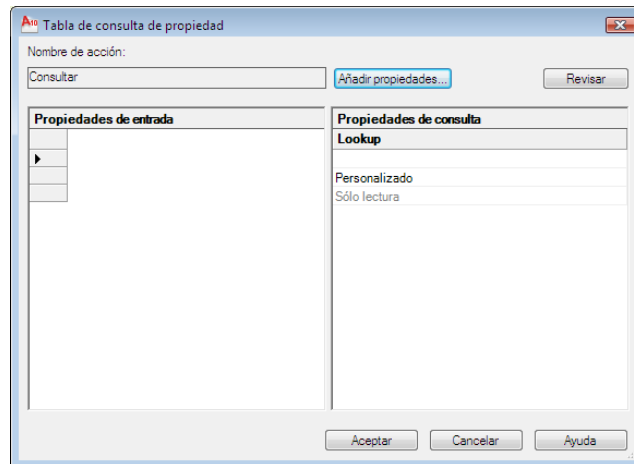 A10 Tabla de consulta de propiedad
Nombre de acción:
Consultar
Añadir propiedades...
Revisar
Propiedades de entrada
Propiedades de consulta
Lookup
Personalizado
Sólo lectura
Aceptar
Cancelar
Ayuda